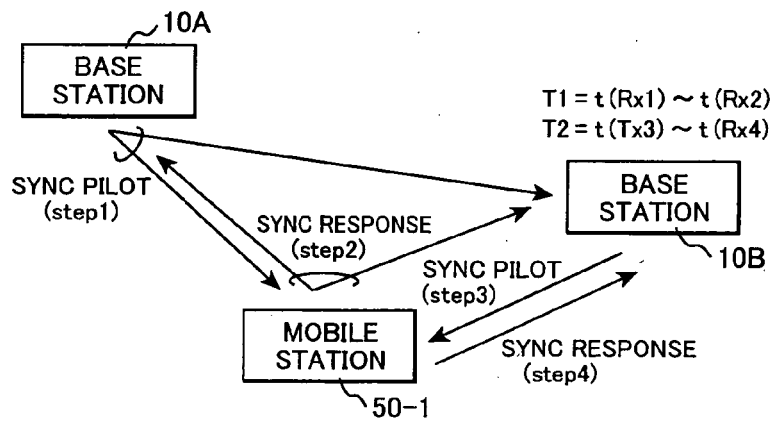 10A
BASE
STATION
T1 = t (Rx1) ~ t (Rx2)
T2 = t (Tx3) ~ t (Rx4)
SYNC PILOT
(step1)
SYNC RESPONSE
(step2)
BASE
STATION
10B
SYNC PILOT
(step3)
MOBILE
STATION
SYNC RESPONSE
(step4)
50-1